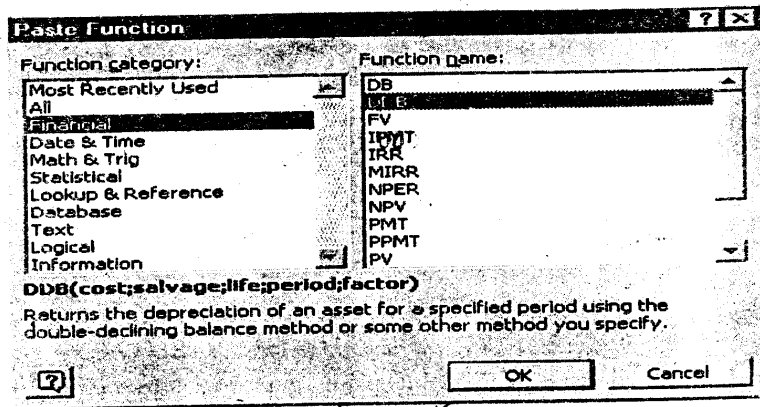 Paste Function
? X
Function category:
Most Recently Used
All
Financial
Date & Time
Math & Trig
Statistical
Lookup & Reference
Database
Text
Logical
Information
Function name:
DB
DDB
FV
IPMT
IRR
MIRR
NPER
NPV
PMT
PPMT
PV
DDB(cost;salvage;life;period;factor)
Returns the depreciation of an asset for a specified period using the
double-declining balance method or some other method you specify.
?
OK
Cancel